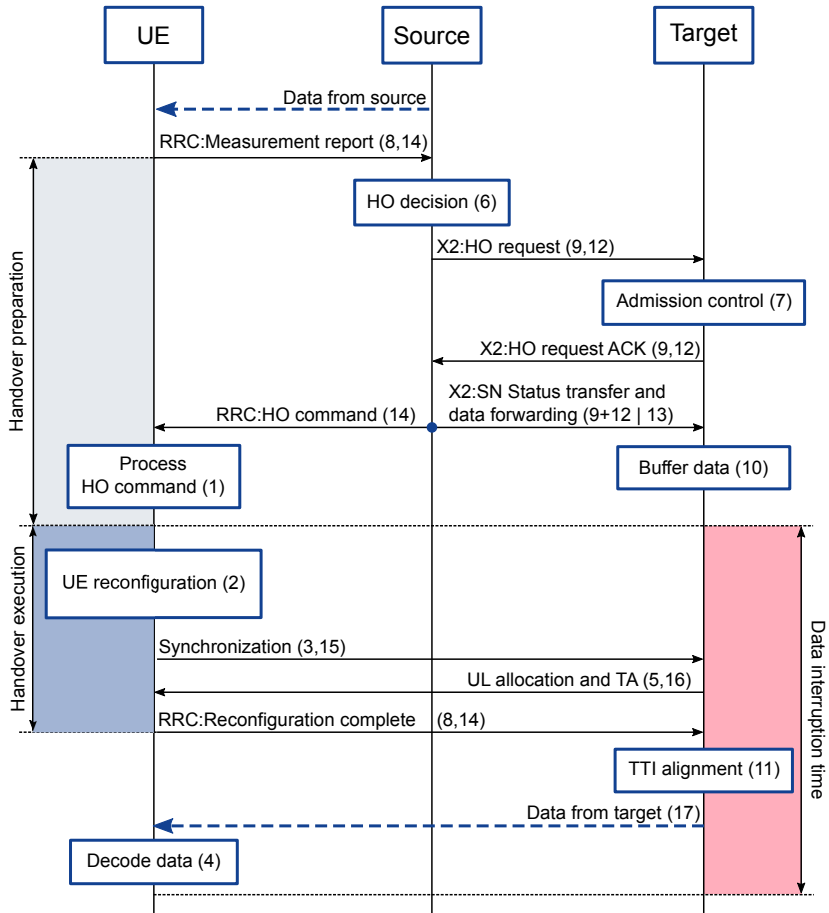 UE
Source
Target
Data from source
RRC:Measurement report (8,14)
HO decision (6)
X2:HO request (9,12)
Admission control (7)
X2:HO request ACK (9,12)
X2:SN Status transfer and
data forwarding (9+12 | 13)
RRC:HO command (14)
Process
HO command (1)
Buffer data (10)
Handover preparation
UE reconfiguration (2)
Synchronization (3,15)
UL allocation and TA (5,16)
RRC:Reconfiguration complete (8,14)
Handover execution
TTI alignment (11)
Data from target (17)
Decode data (4)
Data interruption time